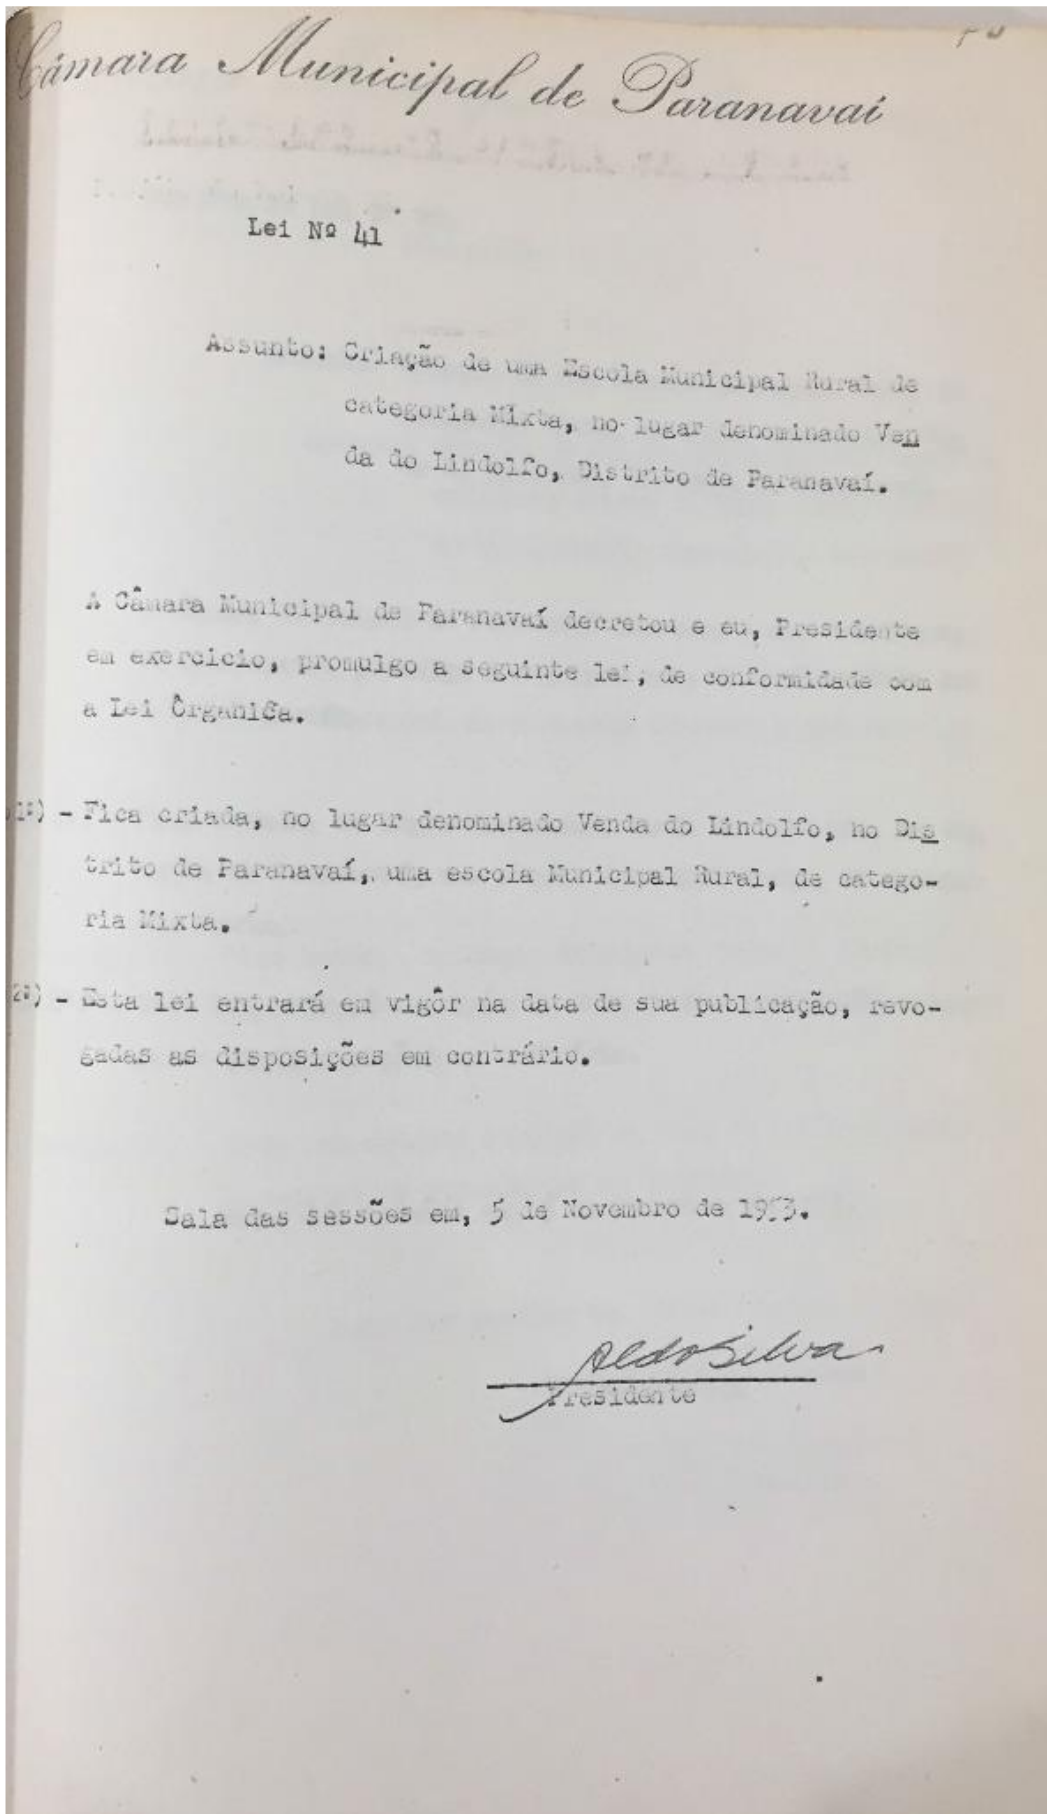 Câmara Municipal de Paranavaí
Lei Nº 41
Assunto: Criação de uma Escola Municipal Rural de
categoria Mixta, no lugar denominado Ven
da do Lindolfo, Distrito de Paranavaí.
A Câmara Municipal de Paranavaí decretou e eu, Presidente
em exercicio, promulgo a seguinte lei, de conformidade com
a Lei Ôrganica.
1º) - Fica criada, no lugar denominado Venda do Lindolfo, no Dis
trito de Paranavaí, uma escola Municipal Rural, de catego-
ria Mixta.
2º) - Esta lei entrará em vigôr na data de sua publicação, revo-
gadas as disposições em contrário.
Sala das sessões em, 5 de Novembro de 1953.
Aldo Silva
Presidente